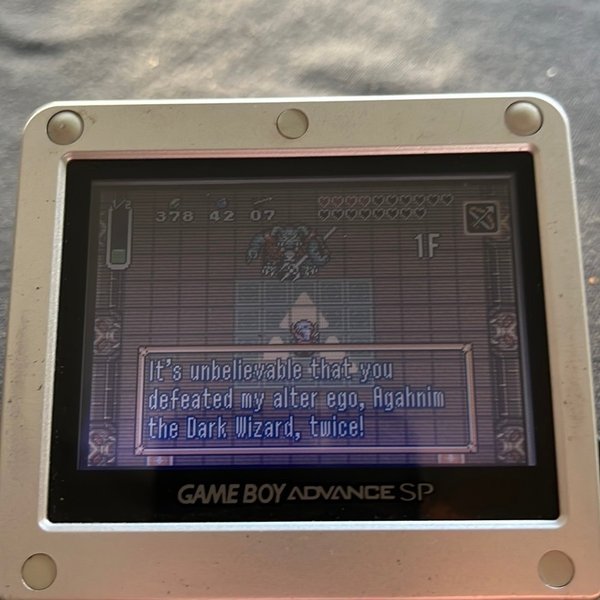 1/2
378 42 07
1F
It's unbelievable that you
defeated my alter ego, Agahnim
the Dark Wizard, twice!
GAME BOY ADVANCE SP